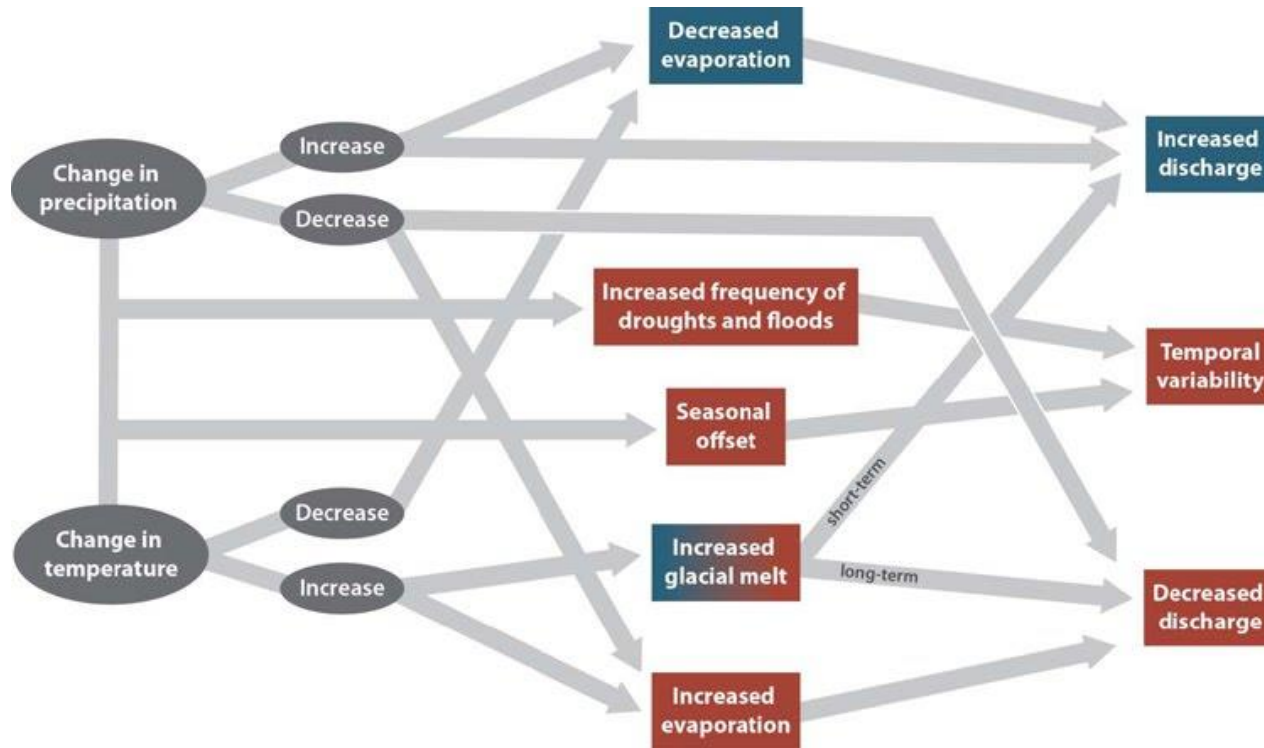 Decreased
evaporation
Increase
Increased
discharge
Change in
precipitation
Decrease
Increased frequency of
droughts and floods
Temporal
variability
Seasonal
offset
short-term
Decrease
Change in
temperature
Increased
glacial melt
long-term
Increase
Decreased
discharge
Increased
evaporation